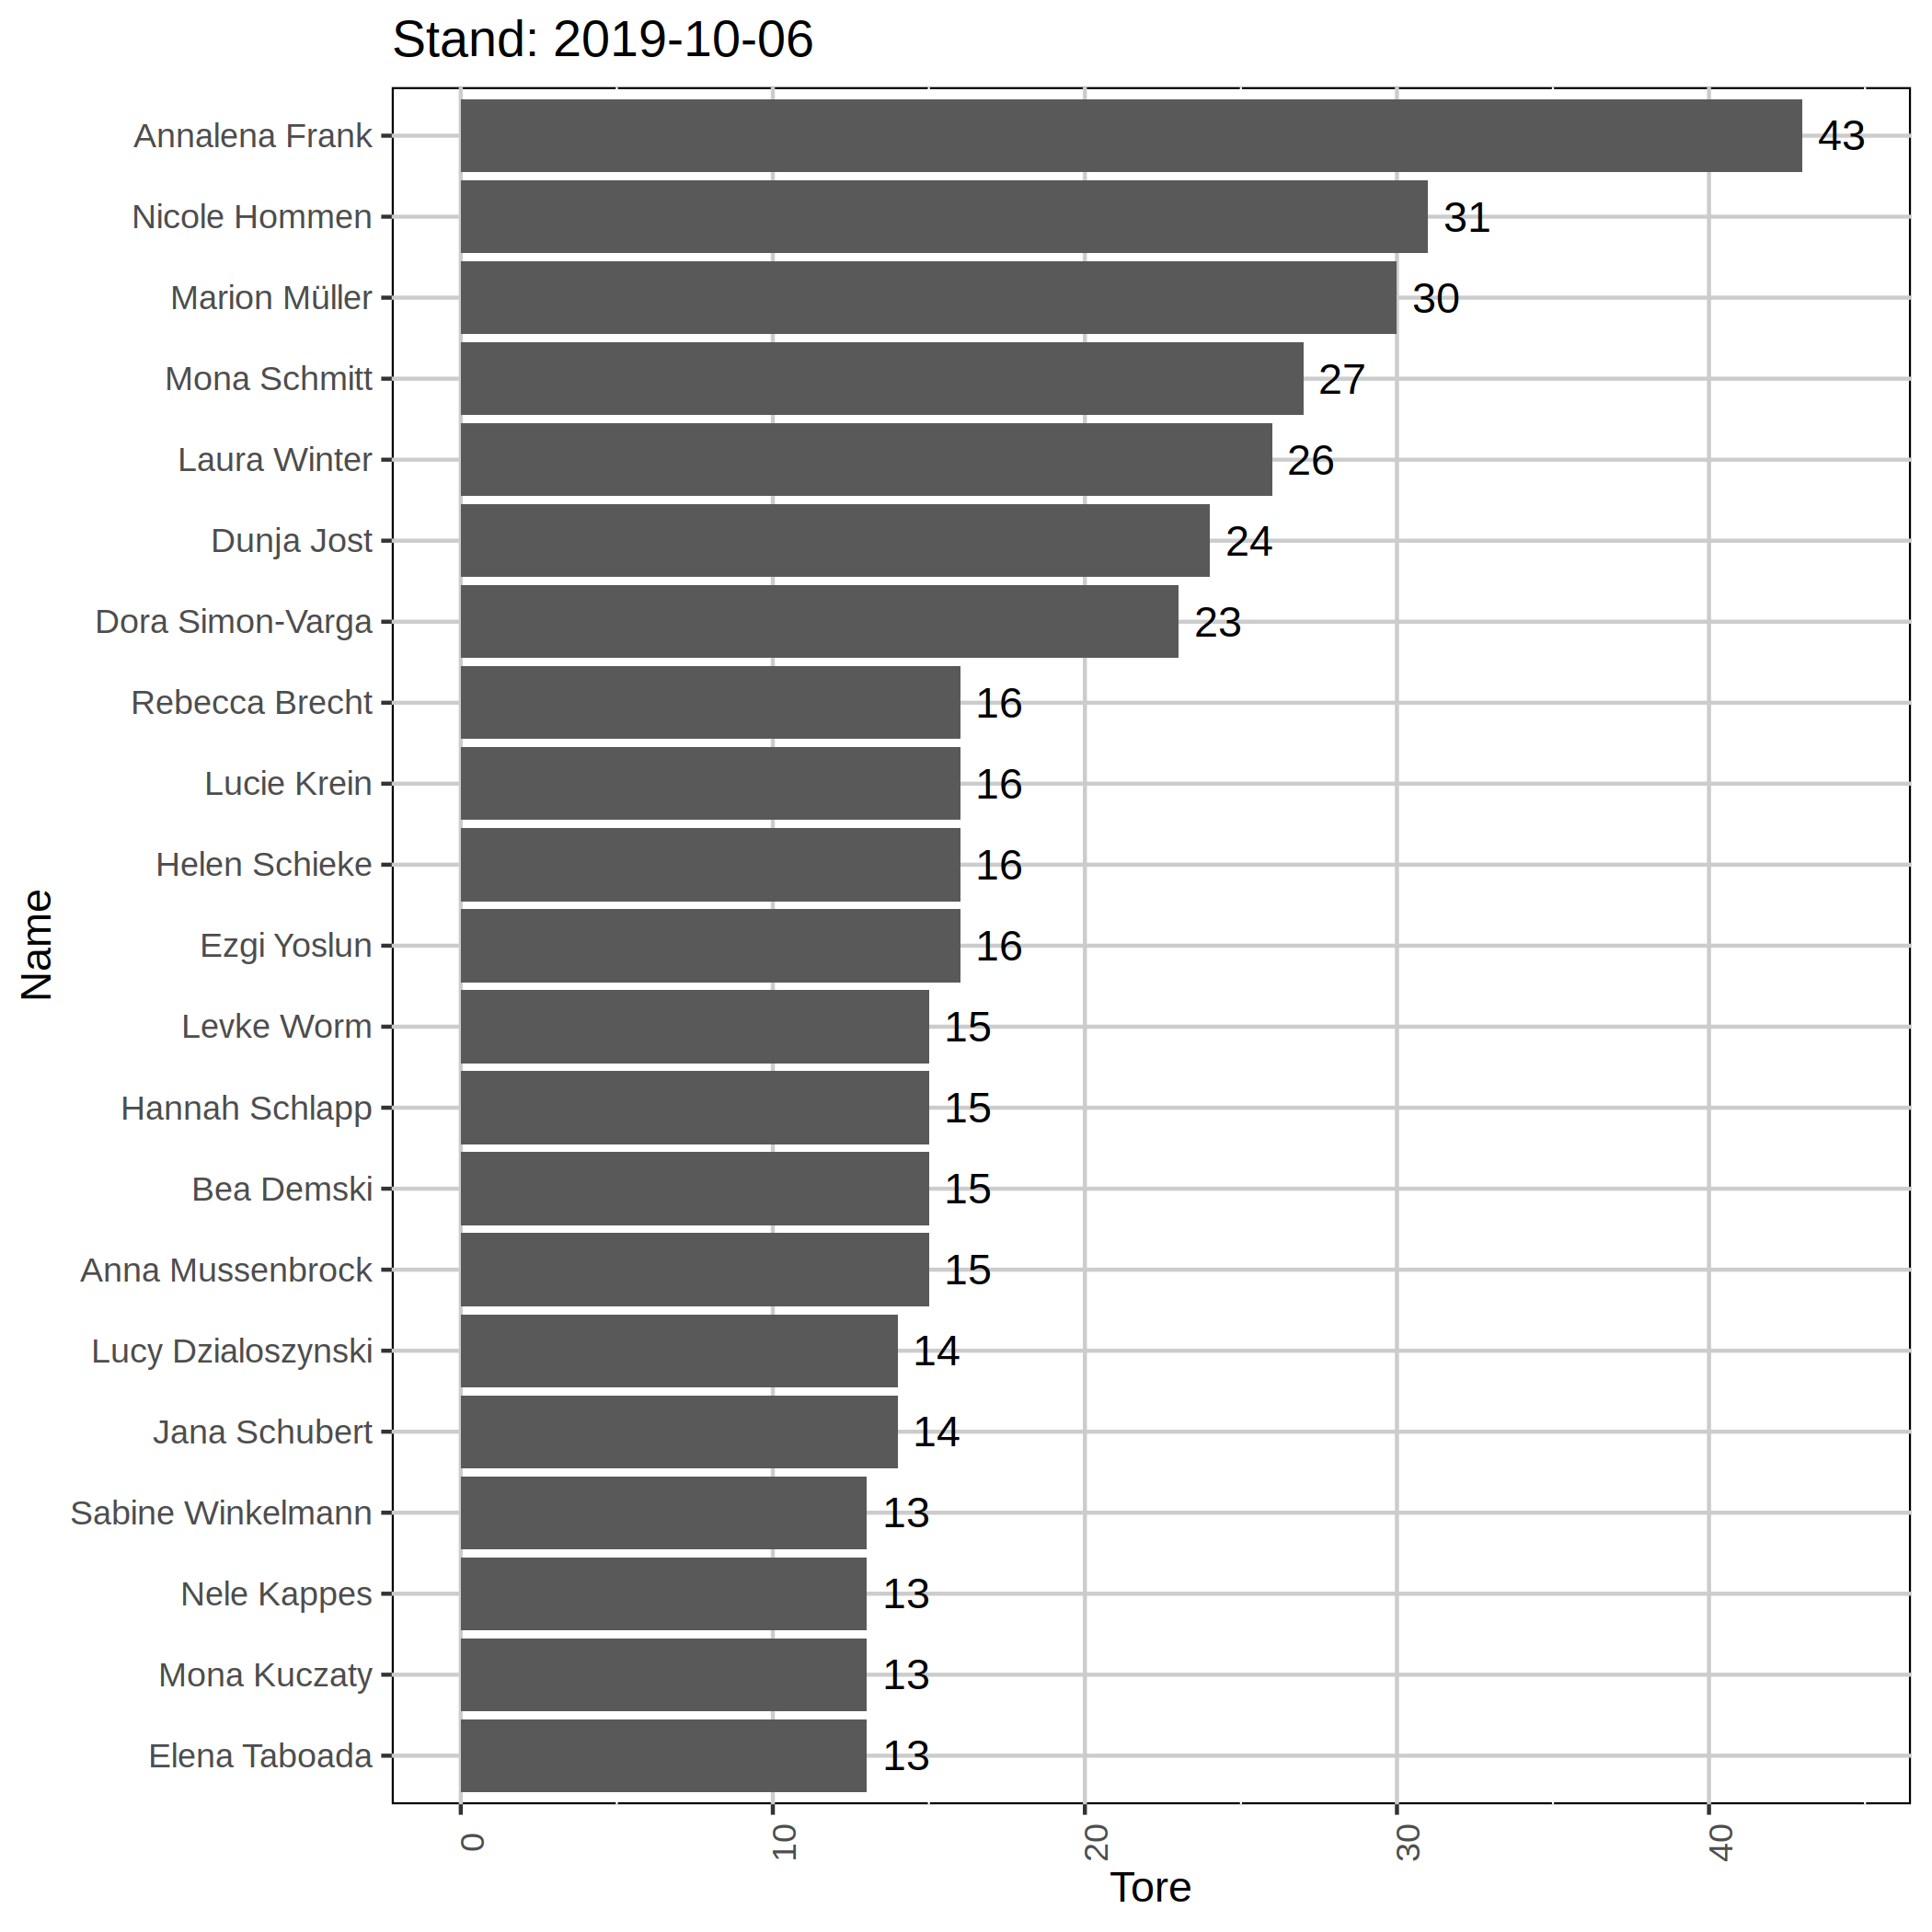 Stand: 2019-10-06
Annalena Frank 43
Nicole Hommen 31
Marion Müller 30
Mona Schmitt 27
Laura Winter 26
Dunja Jost 24
Dora Simon-Varga 23
Rebecca Brecht 16
Lucie Krein 16
Helen Schieke 16
Ezgi Yoslun 16
Levke Worm 15
Hannah Schlapp 15
Bea Demski 15
Anna Mussenbrock 15
Lucy Dzialoszynski 14
Jana Schubert 14
Sabine Winkelmann 13
Nele Kappes 13
Mona Kuczaty 13
Elena Taboada 13
Name
0 10 20 30 40
Tore